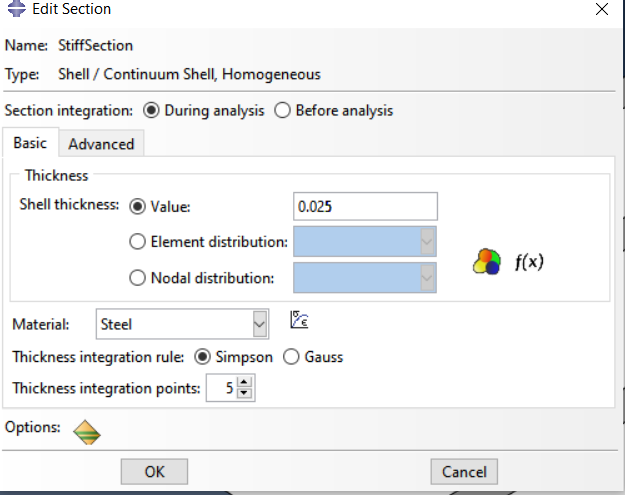 Edit Section
Name: StiffSection
Type: Shell / Continuum Shell, Homogeneous
Section integration: During analysis Before analysis
Basic Advanced
Thickness
Shell thickness: Value: 0.025
Element distribution:
f(x)
Nodal distribution:
Material: Steel
Thickness integration rule: Simpson Gauss
Thickness integration points: 5
Options:
OK Cancel